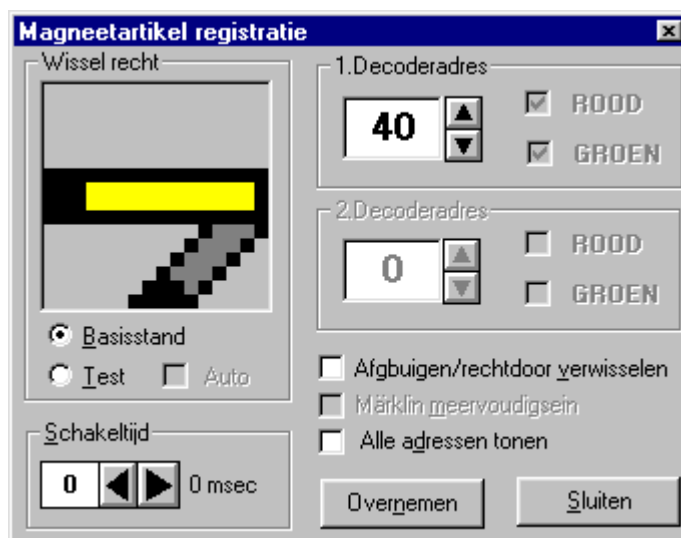 Magneetartikel registratie
Wissel recht
Basisstand
Test Auto
Schakeltijd
0 0 msec
1.Decoderadres
40 ROOD
GROEN
2.Decoderadres
0 ROOD
GROEN
Afgbuigen/rechtdoor verwisselen
Märklin meervoudigsein
Alle adressen tonen
Overnemen Sluiten